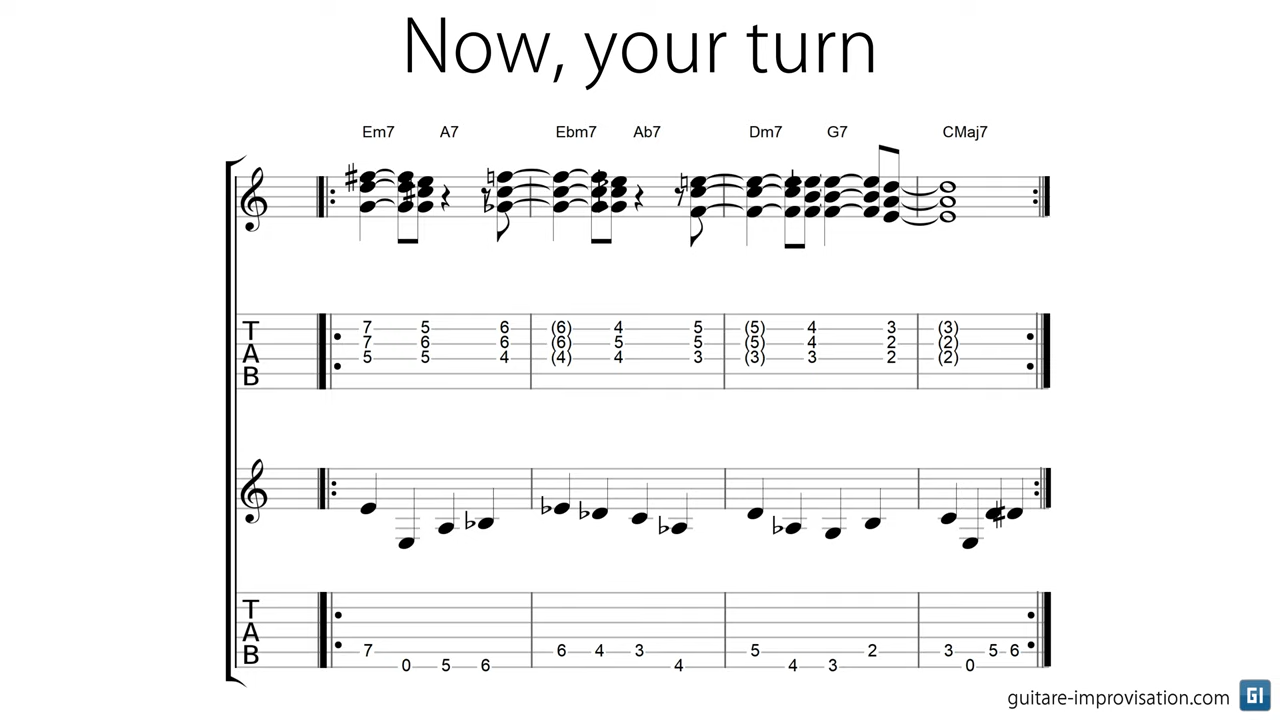 Now, your turn
Em7 A7 Ebm7 Ab7 Dm7 G7 CMaj7
T 7 5 6 (6) 4 5 (5) 4 3 (3)
A 7 6 6 (6) 5 5 (5) 4 2 (2)
B 5 5 4 (4) 4 3 (3) 3 2 (2)
T
A
B 7 6 4 3 5 2 3 5 6
0 5 6 4 4 3 0
guitare-improvisation.com GI